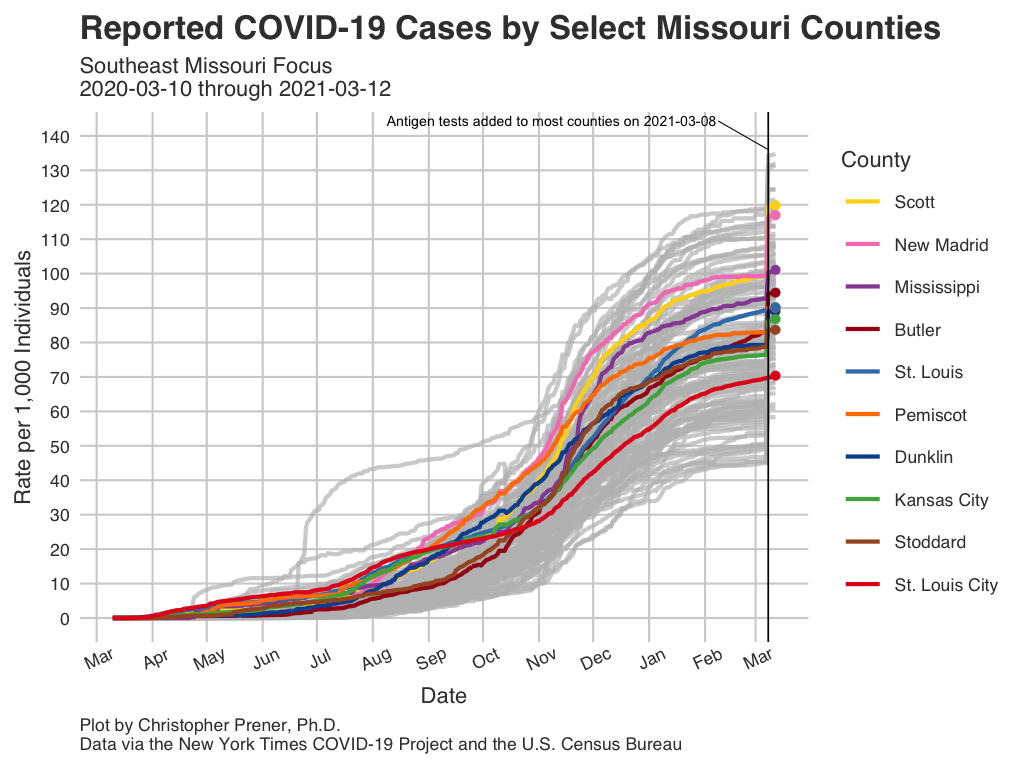 Reported COVID-19 Cases by Select Missouri Counties
Southeast Missouri Focus
2020-03-10 through 2021-03-12
Antigen tests added to most counties on 2021-03-08
140
130
120
110
100
90
80
70
60
50
40
30
20
10
0
Rate per 1,000 Individuals
Mar
Apr
May
Jun
Jul
Aug
Sep
Oct
Nov
Dec
Jan
Feb
Mar
Date
County
Scott
New Madrid
Mississippi
Butler
St. Louis
Pemiscot
Dunklin
Kansas City
Stoddard
St. Louis City
Plot by Christopher Prener, Ph.D.
Data via the New York Times COVID-19 Project and the U.S. Census Bureau